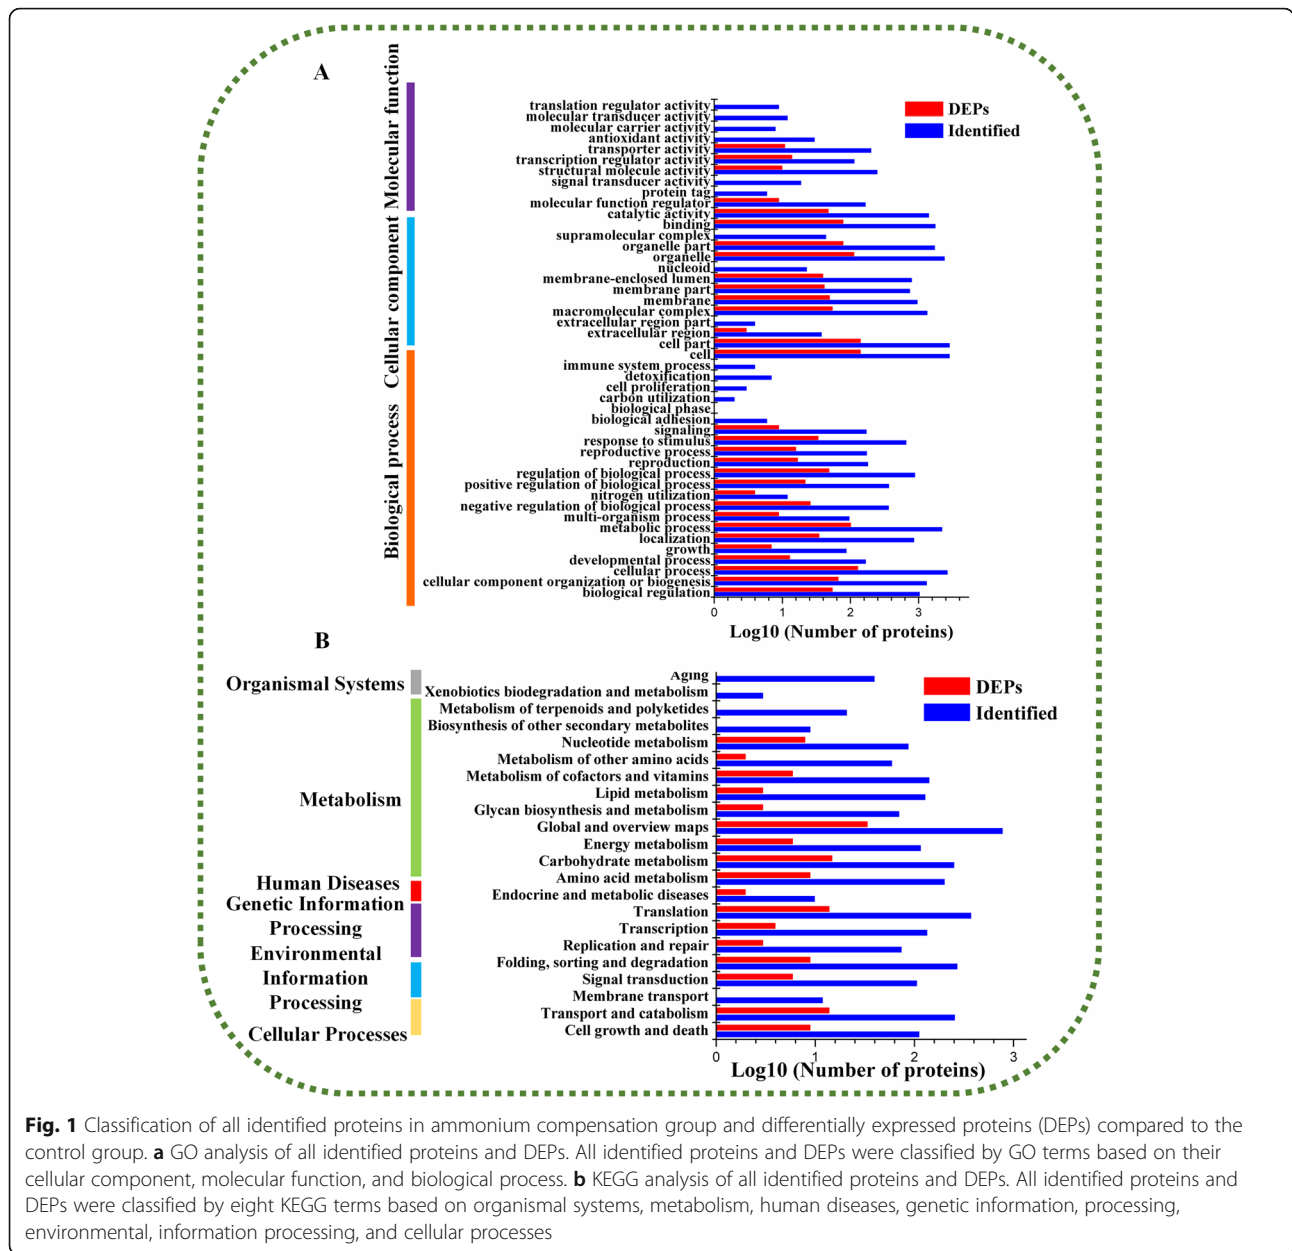 A
Molecular function
Cellular component
Biological process
translation regulator activity
molecular transducer activity
molecular carrier activity
antioxidant activity
transporter activity
transcription regulator activity
structural molecule activity
signal transducer activity
protein tag
molecular function regulator
catalytic activity
binding
supramolecular complex
organelle part
organelle
nucleoid
membrane-enclosed lumen
membrane part
membrane
macromolecular complex
extracellular region part
extracellular region
cell part
cell
immune system process
detoxification
cell proliferation
carbon utilization
biological phase
biological adhesion
signaling
response to stimulus
reproductive process
reproduction
regulation of biological process
positive regulation of biological process
nitrogen utilization
negative regulation of biological process
multi-organism process
metabolic process
localization
growth
developmental process
cellular process
cellular component organization or biogenesis
biological regulation
DEPs
Identified
0 1 2 3
Log10 (Number of proteins)
B
Organismal Systems
Metabolism
Human Diseases
Genetic Information
Processing
Environmental
Information
Processing
Cellular Processes
Aging
Xenobiotics biodegradation and metabolism
Metabolism of terpenoids and polyketides
Biosynthesis of other secondary metabolites
Nucleotide metabolism
Metabolism of other amino acids
Metabolism of cofactors and vitamins
Lipid metabolism
Glycan biosynthesis and metabolism
Global and overview maps
Energy metabolism
Carbohydrate metabolism
Amino acid metabolism
Endocrine and metabolic diseases
Translation
Transcription
Replication and repair
Folding, sorting and degradation
Signal transduction
Membrane transport
Transport and catabolism
Cell growth and death
DEPs
Identified
0 1 2 3
Log10 (Number of proteins)
Fig. 1 Classification of all identified proteins in ammonium compensation group and differentially expressed proteins (DEPs) compared to the
control group. a GO analysis of all identified proteins and DEPs. All identified proteins and DEPs were classified by GO terms based on their
cellular component, molecular function, and biological process. b KEGG analysis of all identified proteins and DEPs. All identified proteins and
DEPs were classified by eight KEGG terms based on organismal systems, metabolism, human diseases, genetic information, processing,
environmental, information processing, and cellular processes